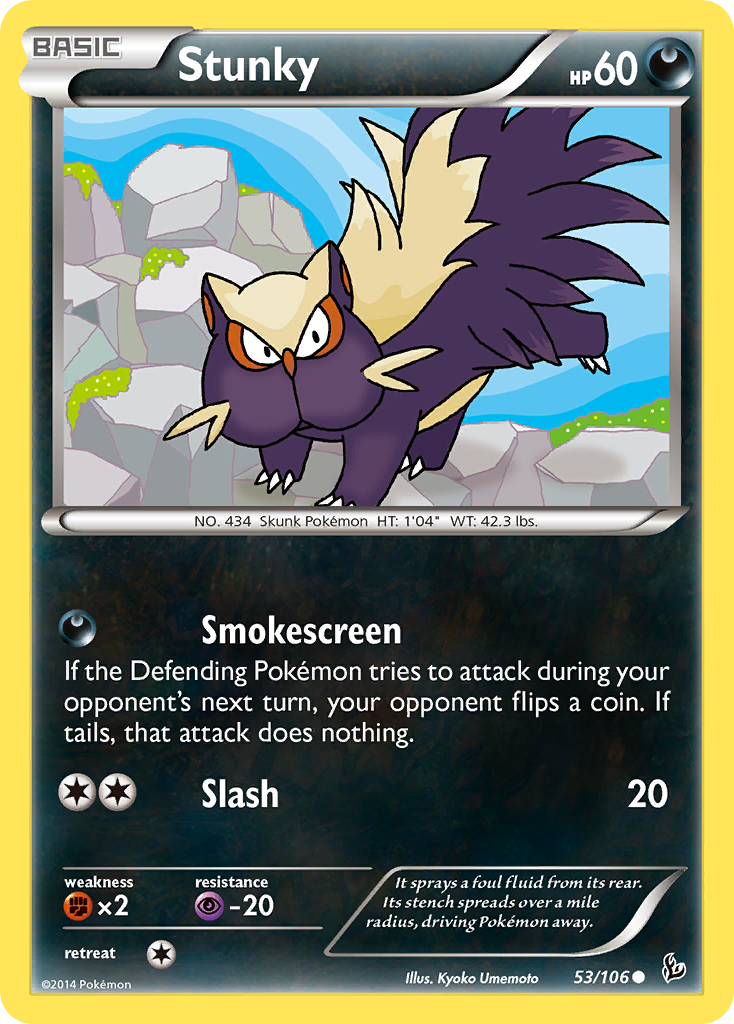 BASIC
Stunky
HP60
NO. 434 Skunk Pokémon HT: 1'04" WT: 42.3 lbs.
Smokescreen
If the Defending Pokémon tries to attack during your
opponent's next turn, your opponent flips a coin. If
tails, that attack does nothing.
Slash 20
weakness
×2
resistance
-20
retreat
It sprays a foul fluid from its rear.
Its stench spreads over a mile
radius, driving Pokémon away.
©2014 Pokémon
Illus. Kyoko Umemoto
53/106